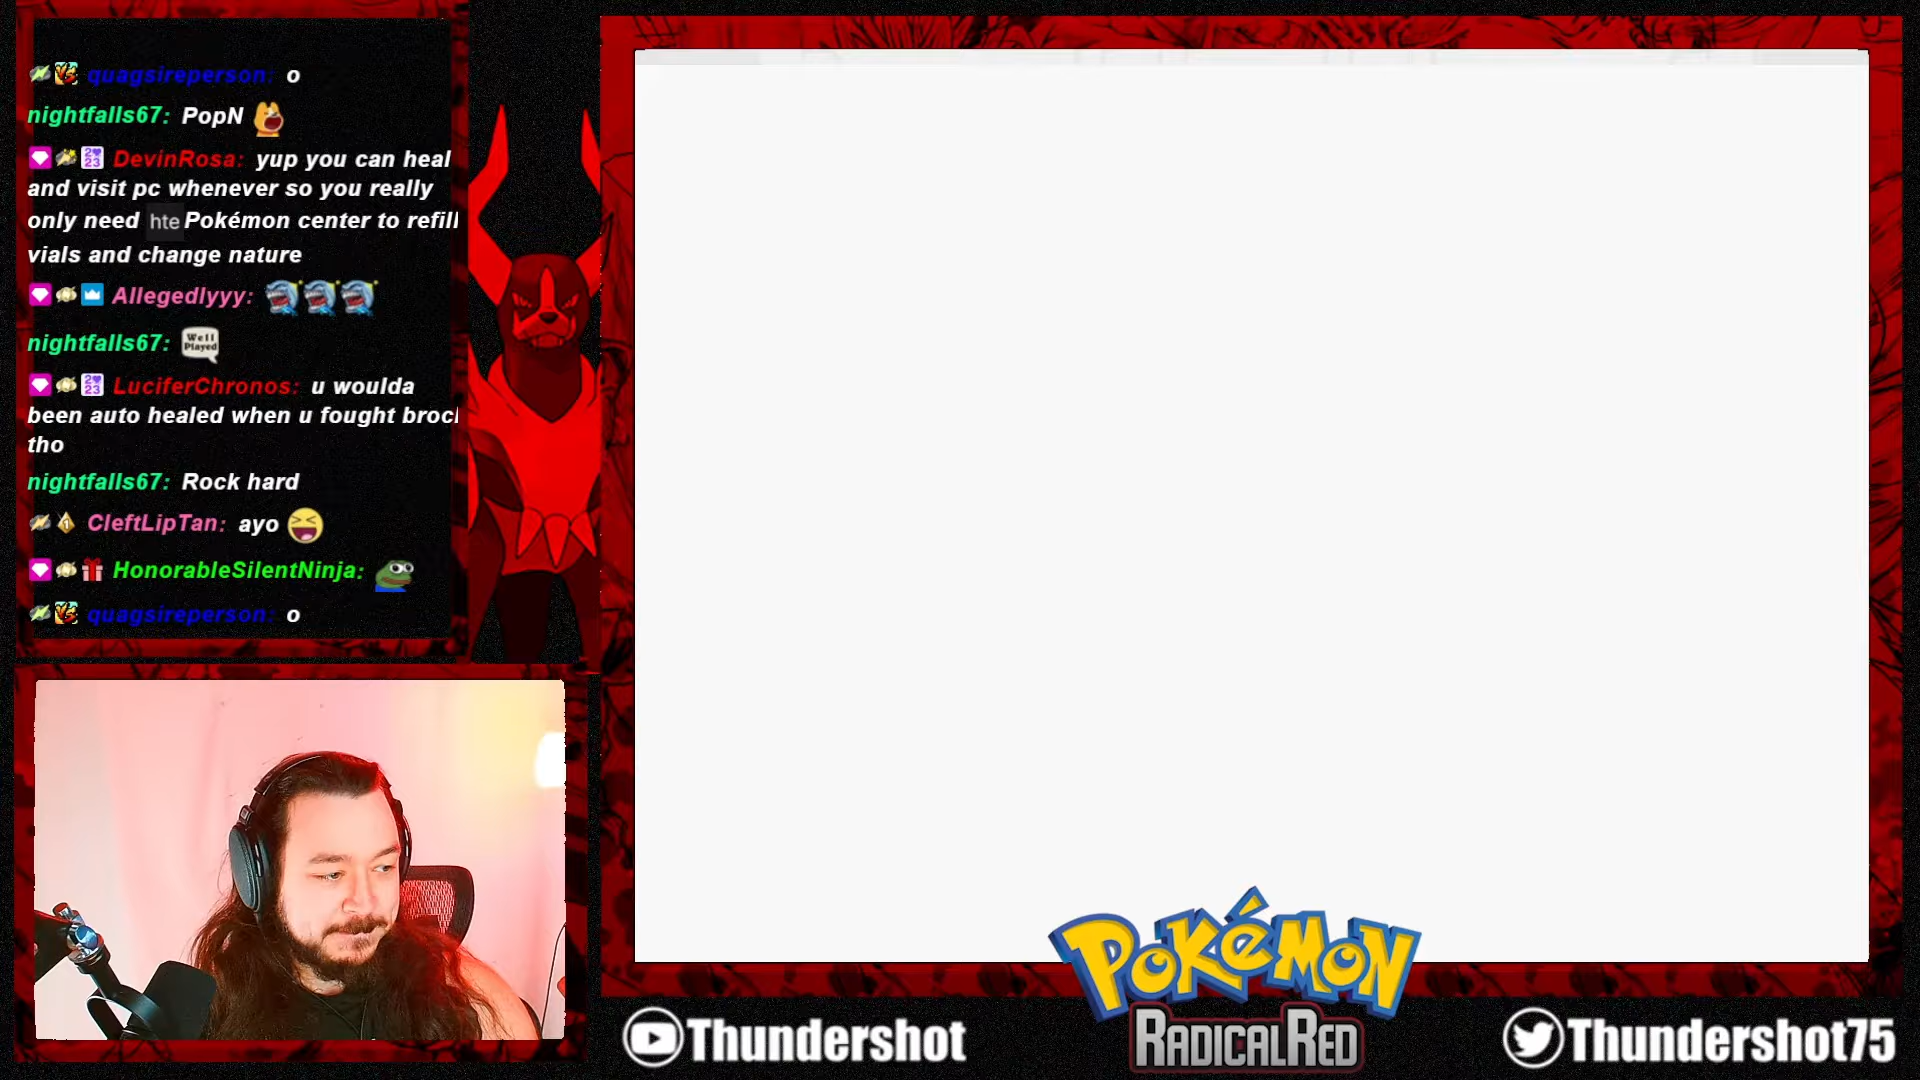 quagsireperson: o
nightfalls67: PopN
DevinRosa: yup you can heal
and visit pc whenever so you really
only need hte Pokémon center to refill
vials and change nature
Allegedlyyy:
nightfalls67: Well Played
LuciferChronos: u woulda
been auto healed when u fought broc
tho
nightfalls67: Rock hard
CleftLipTan: ayo
HonorableSilentNinja:
quagsireperson: o
POKéMON
RADICALRED
Thundershot
Thundershot75